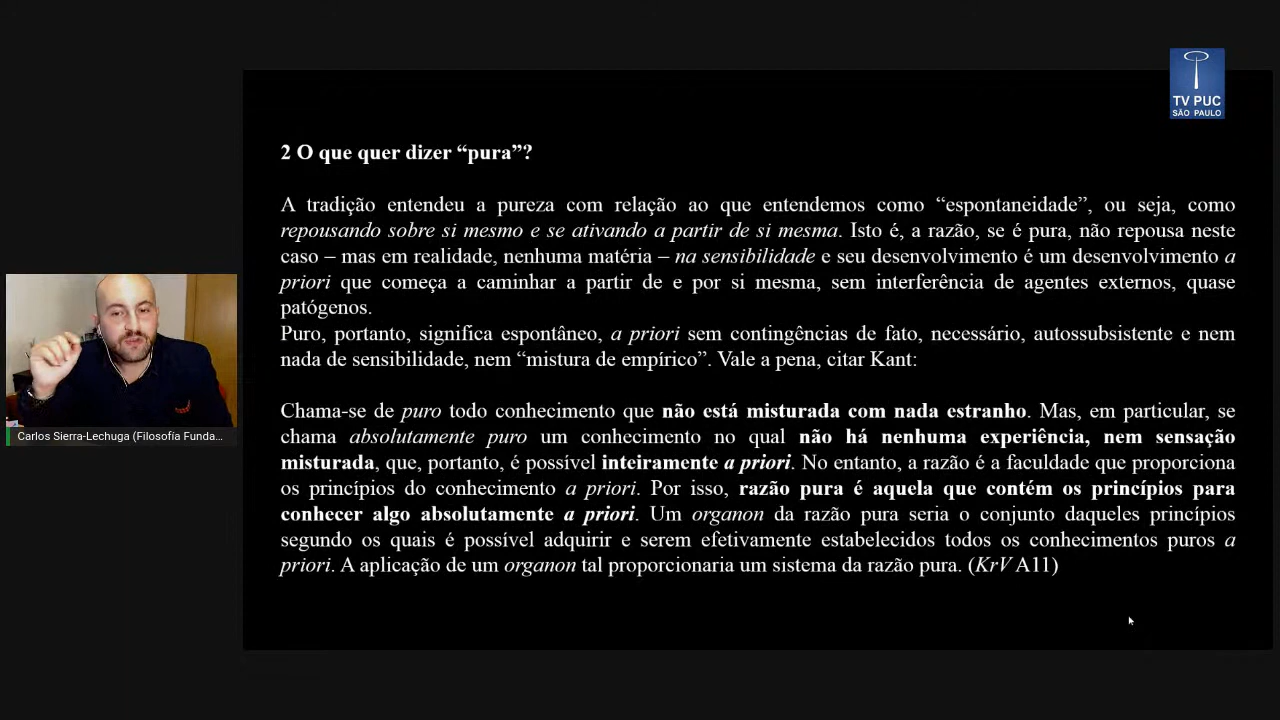 TV PUC
SÃO PAULO
2 O que quer dizer “pura”?
A tradição entendeu a pureza com relação ao que entendemos como “espontaneidade”, ou seja, como
repousando sobre si mesmo e se ativando a partir de si mesma. Isto é, a razão, se é pura, não repousa neste
caso – mas em realidade, nenhuma matéria – na sensibilidade e seu desenvolvimento é um desenvolvimento a
priori que começa a caminhar a partir de e por si mesma, sem interferência de agentes externos, quase
patógenos.
Puro, portanto, significa espontâneo, a priori sem contingências de fato, necessário, autossubsistente e nem
nada de sensibilidade, nem “mistura de empírico”. Vale a pena, citar Kant:
Chama-se de puro todo conhecimento que não está misturada com nada estranho. Mas, em particular, se
chama absolutamente puro um conhecimento no qual não há nenhuma experiência, nem sensação
misturada, que, portanto, é possível inteiramente a priori. No entanto, a razão é a faculdade que proporciona
os princípios do conhecimento a priori. Por isso, razão pura é aquela que contém os princípios para
conhecer algo absolutamente a priori. Um organon da razão pura seria o conjunto daqueles princípios
segundo os quais é possível adquirir e serem efetivamente estabelecidos todos os conhecimentos puros a
priori. A aplicação de um organon tal proporcionaria um sistema da razão pura. (KrV A11)
Carlos Sierra-Lechuga (Filosofía Funda...